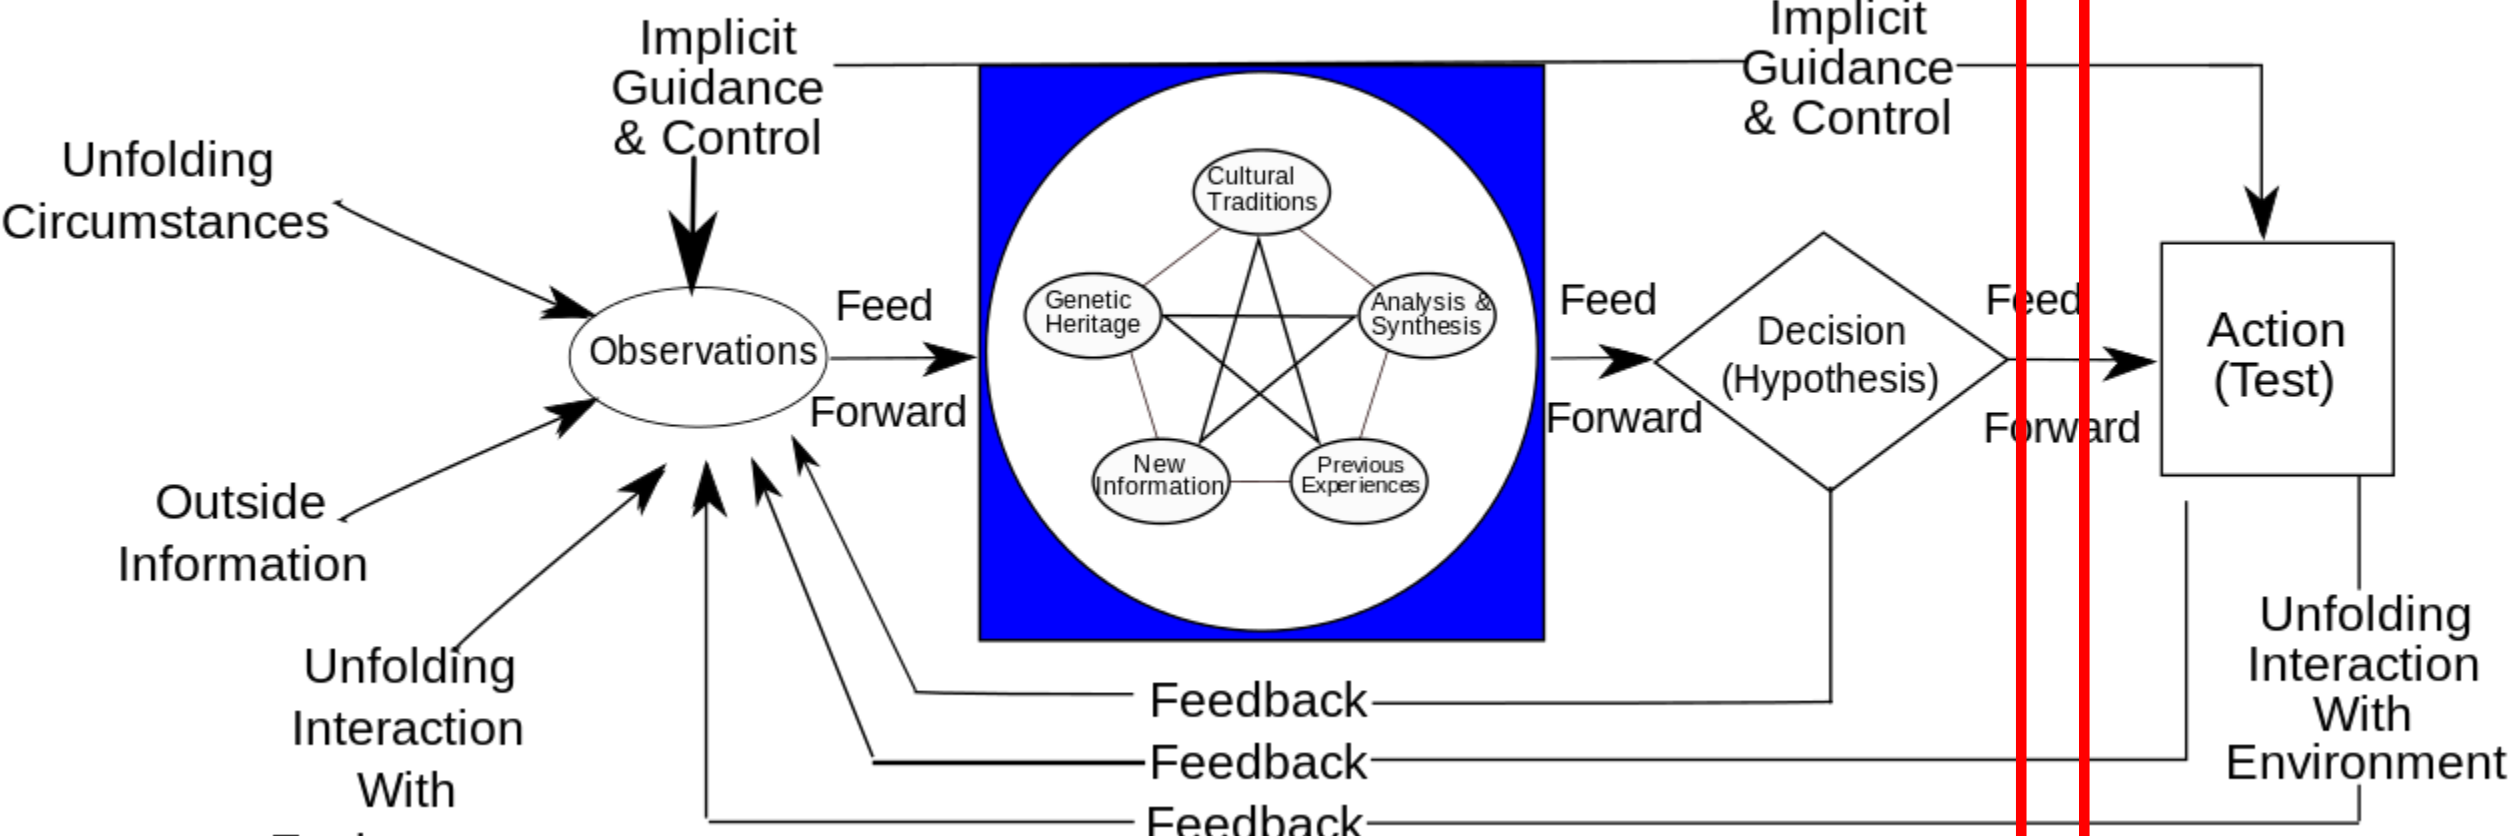 Implicit
Guidance
& Control
Implicit
Guidance
& Control
Unfolding
Circumstances
Observations
Feed
Forward
Cultural
Traditions
Genetic
Heritage
Analysis &
Synthesis
New
Information
Previous
Experiences
Feed
Forward
Decision
(Hypothesis)
Feed
Forward
Action
(Test)
Outside
Information
Unfolding
Interaction
With
Feedback
Feedback
Feedback
Unfolding
Interaction
With
Environment